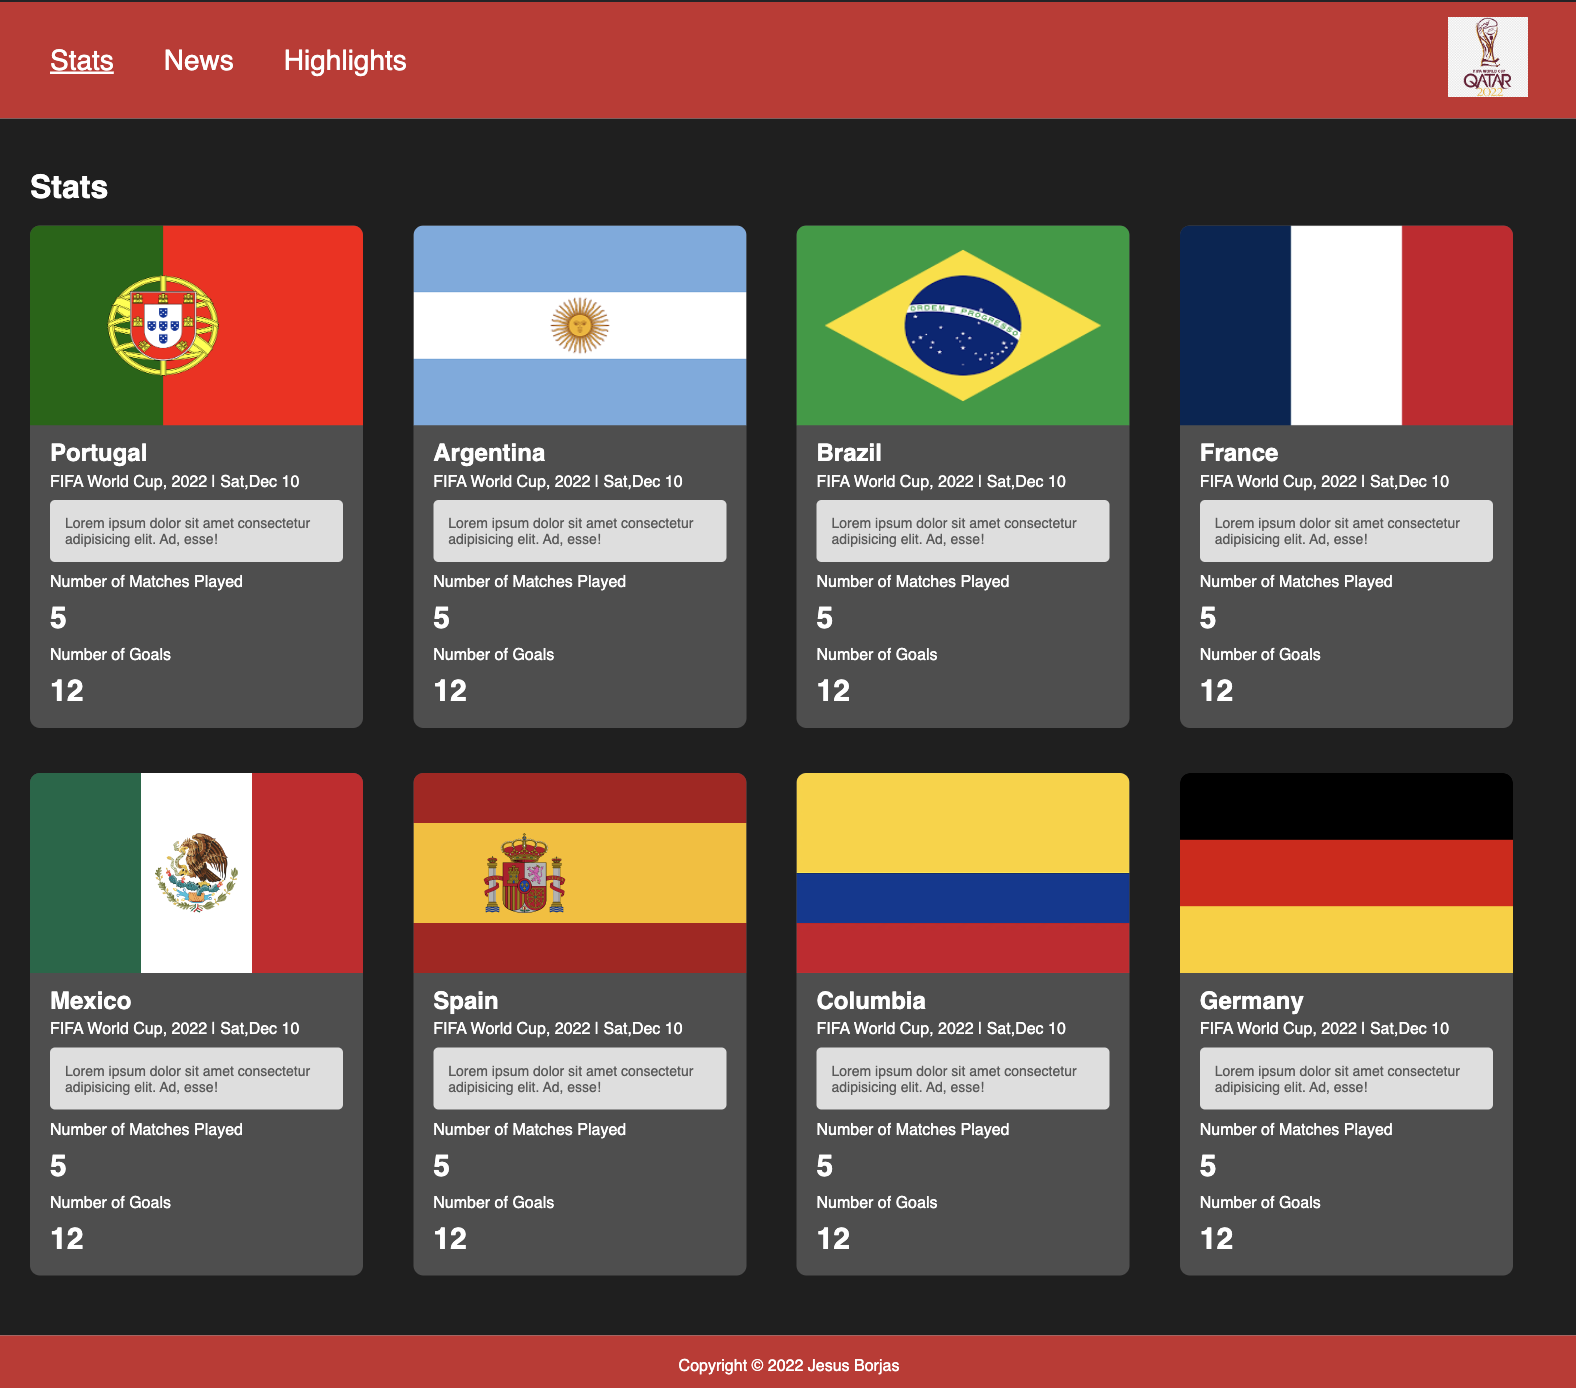 Stats News Highlights
FIFA WORLD CUP
QATAR
2022
Stats
ORDEM E PROGRESSO
Portugal
FIFA World Cup, 2022 | Sat,Dec 10
Lorem ipsum dolor sit amet consectetur
adipisicing elit. Ad, esse!
Number of Matches Played
5
Number of Goals
12
Argentina
FIFA World Cup, 2022 | Sat,Dec 10
Lorem ipsum dolor sit amet consectetur
adipisicing elit. Ad, esse!
Number of Matches Played
5
Number of Goals
12
Brazil
FIFA World Cup, 2022 | Sat,Dec 10
Lorem ipsum dolor sit amet consectetur
adipisicing elit. Ad, esse!
Number of Matches Played
5
Number of Goals
12
France
FIFA World Cup, 2022 | Sat,Dec 10
Lorem ipsum dolor sit amet consectetur
adipisicing elit. Ad, esse!
Number of Matches Played
5
Number of Goals
12
Mexico
FIFA World Cup, 2022 | Sat,Dec 10
Lorem ipsum dolor sit amet consectetur
adipisicing elit. Ad, esse!
Number of Matches Played
5
Number of Goals
12
Spain
FIFA World Cup, 2022 | Sat,Dec 10
Lorem ipsum dolor sit amet consectetur
adipisicing elit. Ad, esse!
Number of Matches Played
5
Number of Goals
12
Columbia
FIFA World Cup, 2022 | Sat,Dec 10
Lorem ipsum dolor sit amet consectetur
adipisicing elit. Ad, esse!
Number of Matches Played
5
Number of Goals
12
Germany
FIFA World Cup, 2022 | Sat,Dec 10
Lorem ipsum dolor sit amet consectetur
adipisicing elit. Ad, esse!
Number of Matches Played
5
Number of Goals
12
Copyright © 2022 Jesus Borjas